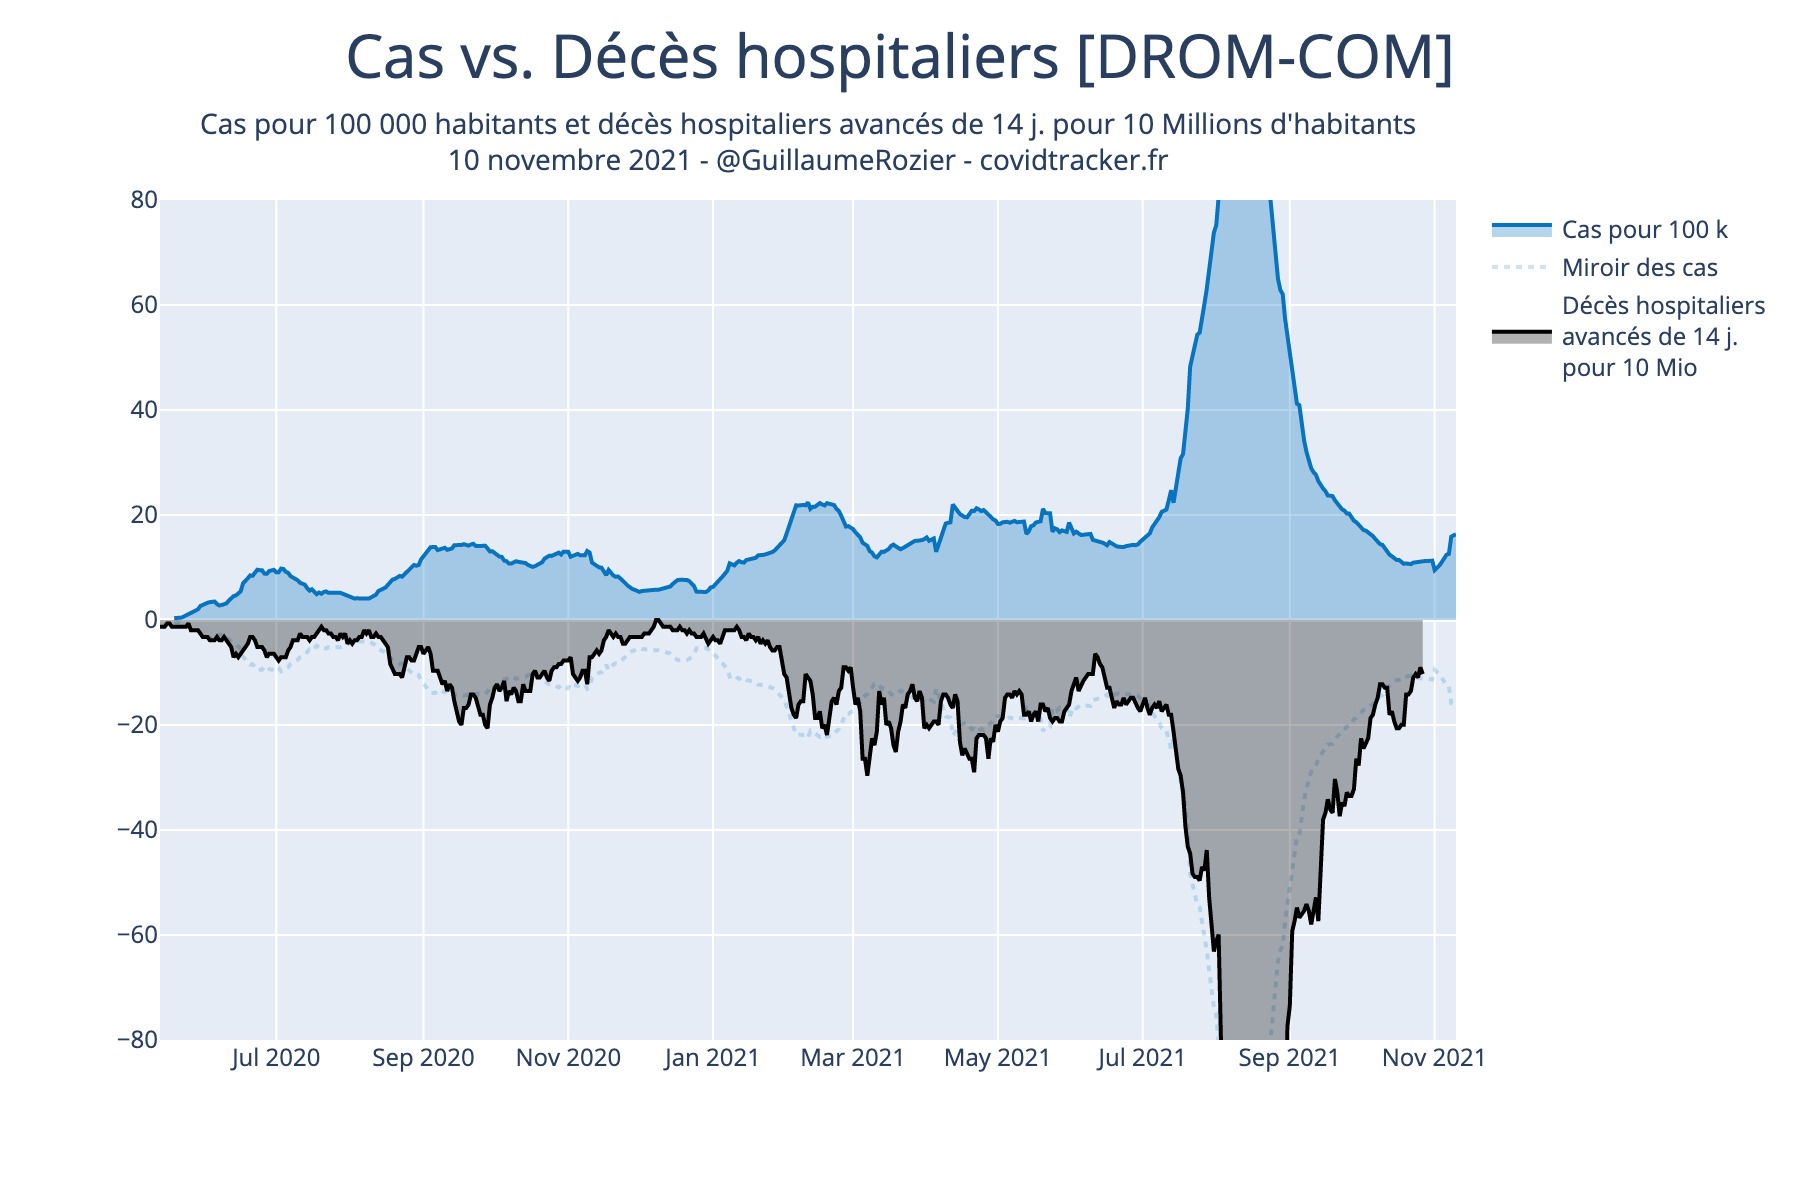 Cas vs. Décès hospitaliers [DROM-COM]
Cas pour 100 000 habitants et décès hospitaliers avancés de 14 j. pour 10 Millions d'habitants
10 novembre 2021 - @GuillaumeRozier - covidtracker.fr
80
60
40
20
0
−20
−40
−60
−80
Jul 2020
Sep 2020
Nov 2020
Jan 2021
Mar 2021
May 2021
Jul 2021
Sep 2021
Nov 2021
Cas pour 100 k
Miroir des cas
Décès hospitaliers
avancés de 14 j.
pour 10 Mio